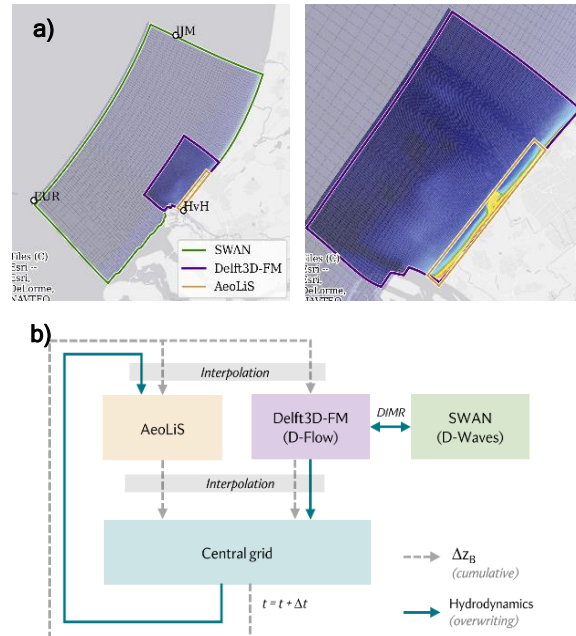 a)
IJM
EUR
HvH
Tiles (C)
Esri --
Esri,
DeLorme,
NAVTEQ
SWAN
Delft3D-FM
AeoLiS
Tiles (C)
Esri --
Esri,
DeLorme,
NAVTEQ
b)
Interpolation
AeoLiS
Delft3D-FM
(D-Flow)
DIMR
SWAN
(D-Waves)
Interpolation
Central grid
t = t + Δt
Δz_B
(cumulative)
Hydrodynamics
(overwriting)